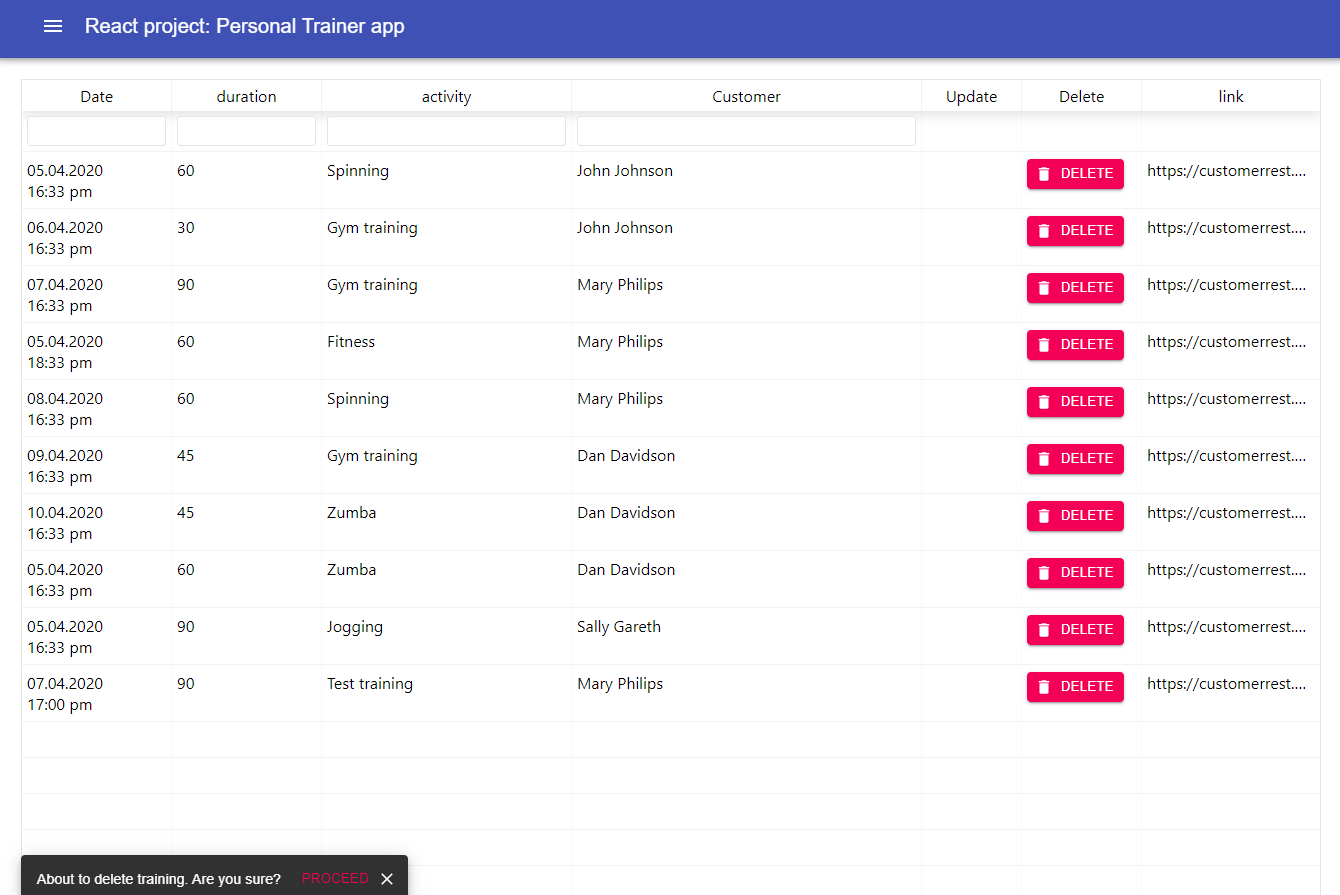 React project: Personal Trainer app
Date duration activity Customer Update Delete link
05.04.2020 60 Spinning John Johnson DELETE https://customerrest....
16:33 pm
06.04.2020 30 Gym training John Johnson DELETE https://customerrest....
16:33 pm
07.04.2020 90 Gym training Mary Philips DELETE https://customerrest....
16:33 pm
05.04.2020 60 Fitness Mary Philips DELETE https://customerrest....
18:33 pm
08.04.2020 60 Spinning Mary Philips DELETE https://customerrest....
16:33 pm
09.04.2020 45 Gym training Dan Davidson DELETE https://customerrest....
16:33 pm
10.04.2020 45 Zumba Dan Davidson DELETE https://customerrest....
16:33 pm
05.04.2020 60 Zumba Dan Davidson DELETE https://customerrest....
16:33 pm
05.04.2020 90 Jogging Sally Gareth DELETE https://customerrest....
16:33 pm
07.04.2020 90 Test training Mary Philips DELETE https://customerrest....
17:00 pm
About to delete training. Are you sure? PROCEED